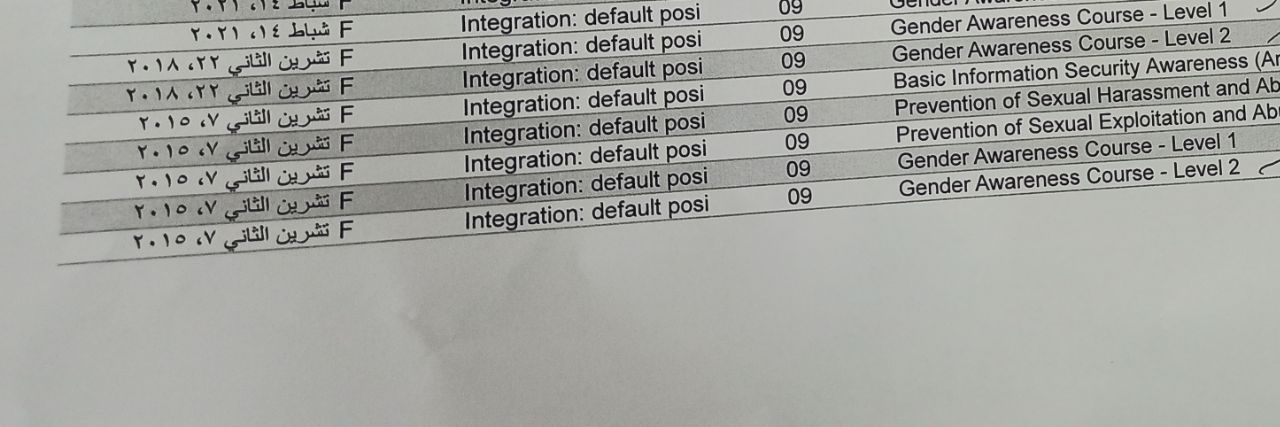 F شباط ١٤، ٢٠٢١
F شباط ١٤، ٢٠٢١ Integration: default posi 09
F تشرين الثاني ٢٢، ٢٠١٨ Integration: default posi 09 Gender Awareness Course - Level 1
F تشرين الثاني ٢٢، ٢٠١٨ Integration: default posi 09 Gender Awareness Course - Level 2
F تشرين الثاني ٧، ٢٠١٥ Integration: default posi 09 Basic Information Security Awareness (Ar
F تشرين الثاني ٧، ٢٠١٥ Integration: default posi 09 Prevention of Sexual Harassment and Ab
F تشرين الثاني ٧، ٢٠١٥ Integration: default posi 09 Prevention of Sexual Exploitation and Abu
F تشرين الثاني ٧، ٢٠١٥ Integration: default posi 09 Gender Awareness Course - Level 1
F تشرين الثاني ٧، ٢٠١٥ Integration: default posi 09 Gender Awareness Course - Level 2